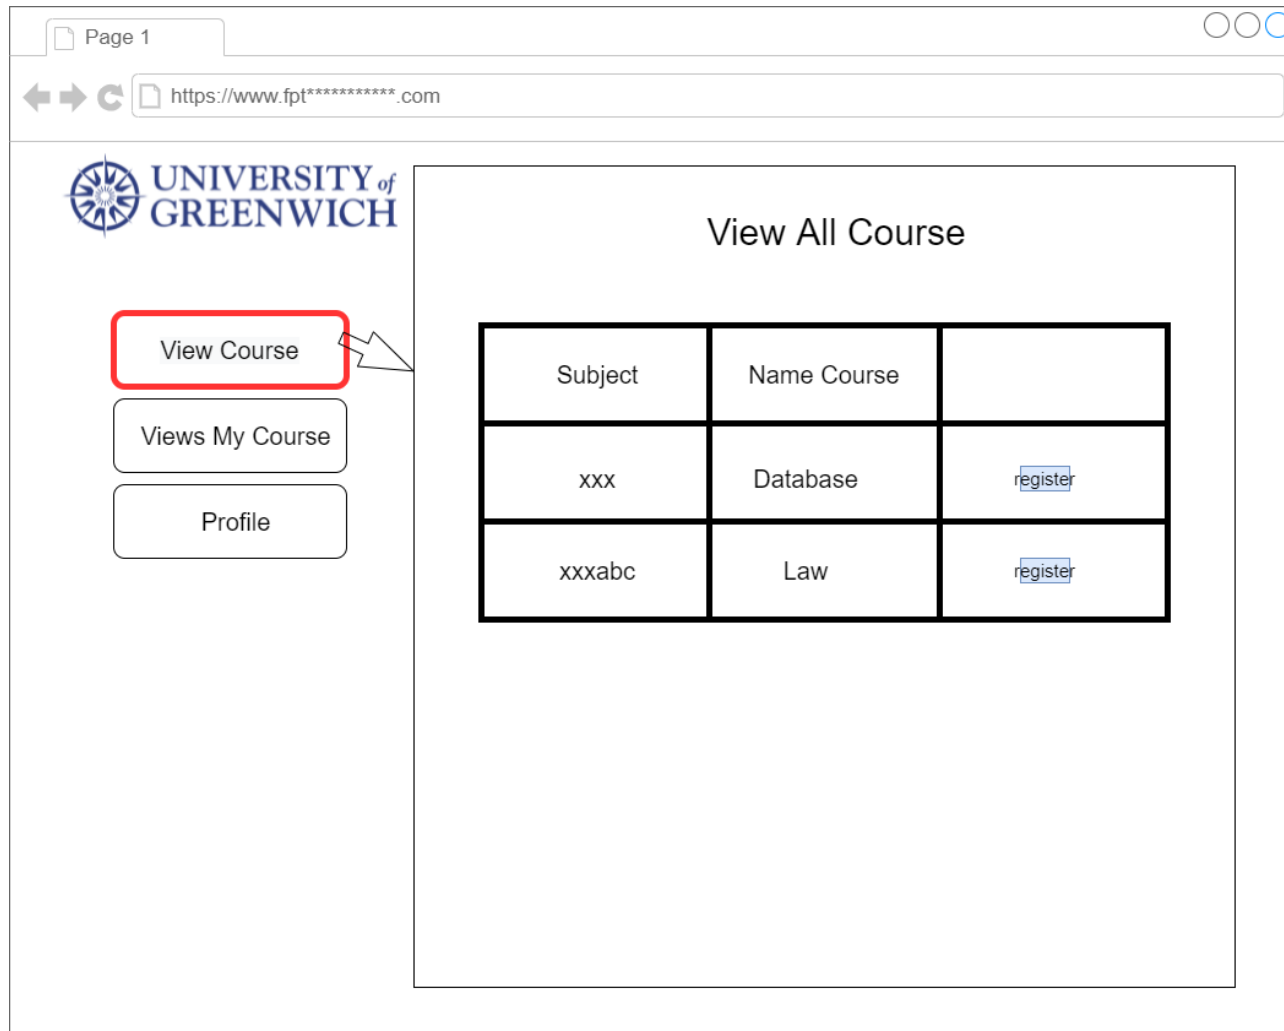 Page 1
https://www.fpt***********.com
UNIVERSITY of
GREENWICH
View Course
Views My Course
Profile
View All Course
Subject Name Course
xxx Database register
xxxabc Law register